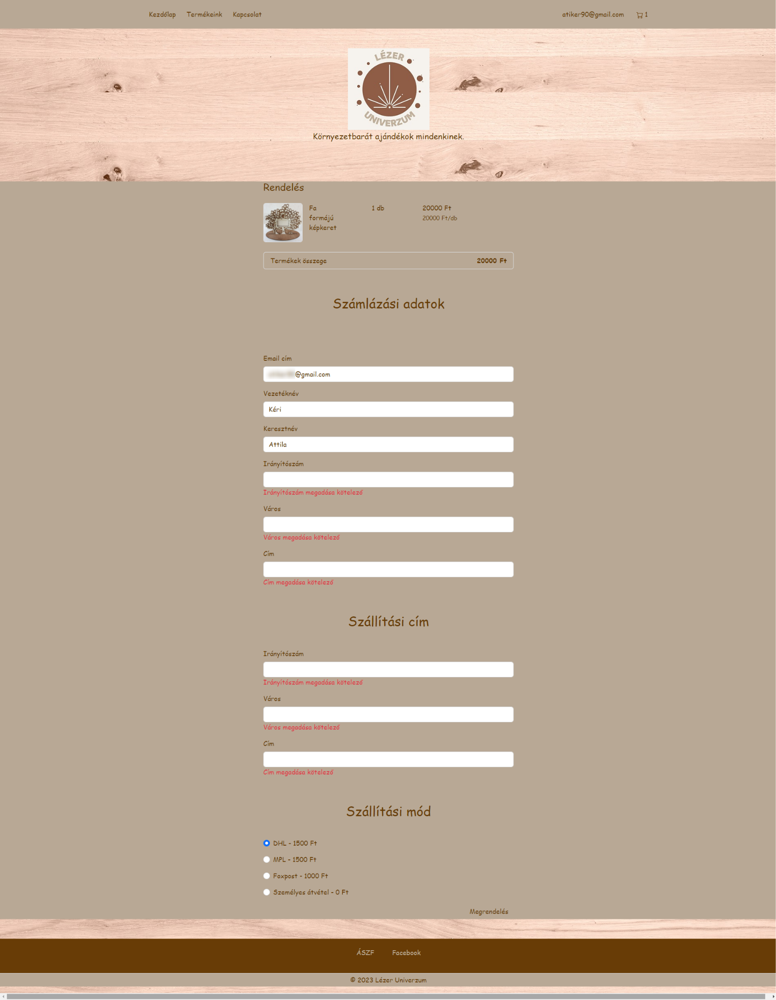 Kezdőlap Termékeink Kapcsolat atiker90@gmail.com 1
LÉZER
UNIVERZUM
Környezetbarát ajándékok mindenkinek.
Rendelés
Fa formájú képkeret 1 db 20000 Ft
20000 Ft/db
Termékek összege 20000 Ft
Számlázási adatok
Email cím
@gmail.com
Vezetéknév
Kéri
Keresztnév
Attila
Irányítószám
Irányítószám megadása kötelező
Város
Város megadása kötelező
Cím
Cím megadása kötelező
Szállítási cím
Irányítószám
Irányítószám megadása kötelező
Város
Város megadása kötelező
Cím
Cím megadása kötelező
Szállítási mód
DHL - 1500 Ft
MPL - 1500 Ft
Foxpost - 1000 Ft
Személyes átvétel - 0 Ft
Megrendelés
ÁSZF Facebook
© 2023 Lézer Univerzum